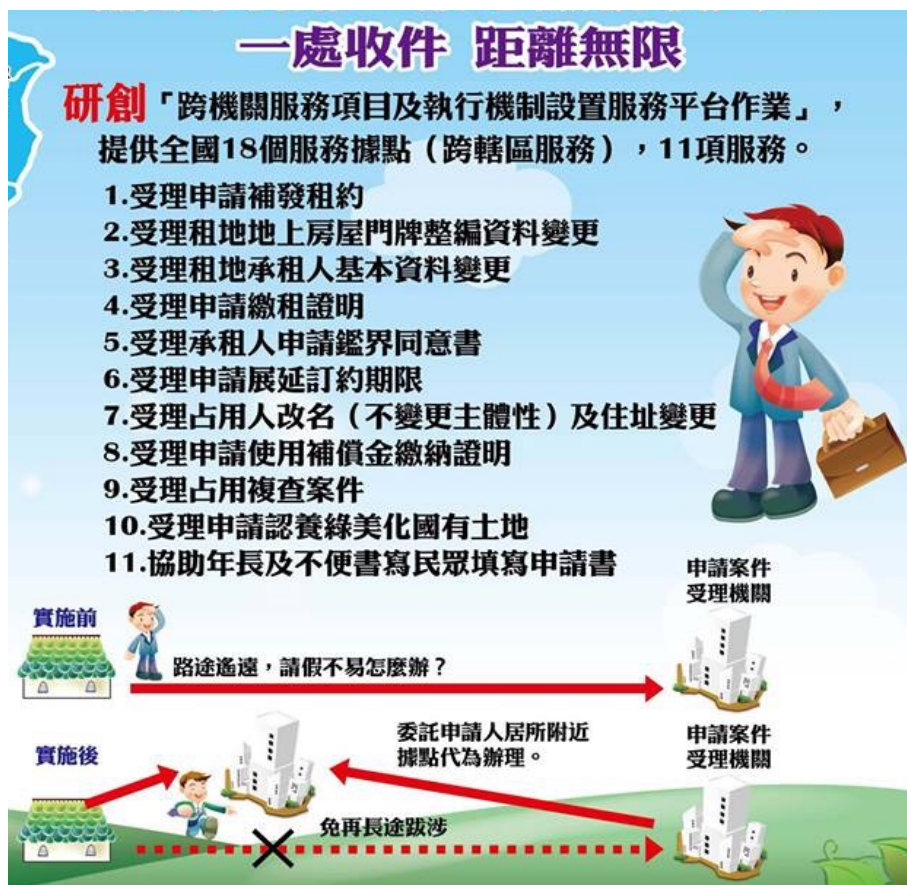 一處收件 距離無限
研創「跨機關服務項目及執行機制設置服務平台作業」，
提供全國18個服務據點（跨轄區服務），11項服務。
1.受理申請補發租約
2.受理租地地上房屋門牌整編資料變更
3.受理租地承租人基本資料變更
4.受理申請繳租證明
5.受理承租人申請鑑界同意書
6.受理申請展延訂約期限
7.受理占用人改名（不變更主體性）及住址變更
8.受理申請使用補償金繳納證明
9.受理占用複查案件
10.受理申請認養綠美化國有土地
11.協助年長及不便書寫民眾填寫申請書
申請案件
受理機關
實施前
路途遙遠，請假不易怎麼辦？
委託申請人居所附近
據點代為辦理。
申請案件
受理機關
實施後
免再長途跋涉